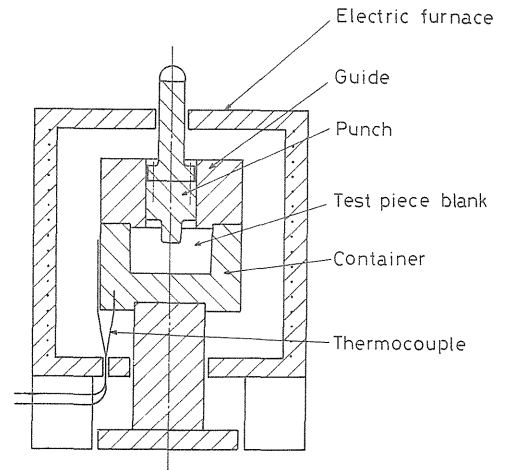 Electric furnace
Guide
Punch
Test piece blank
Container
Thermocouple